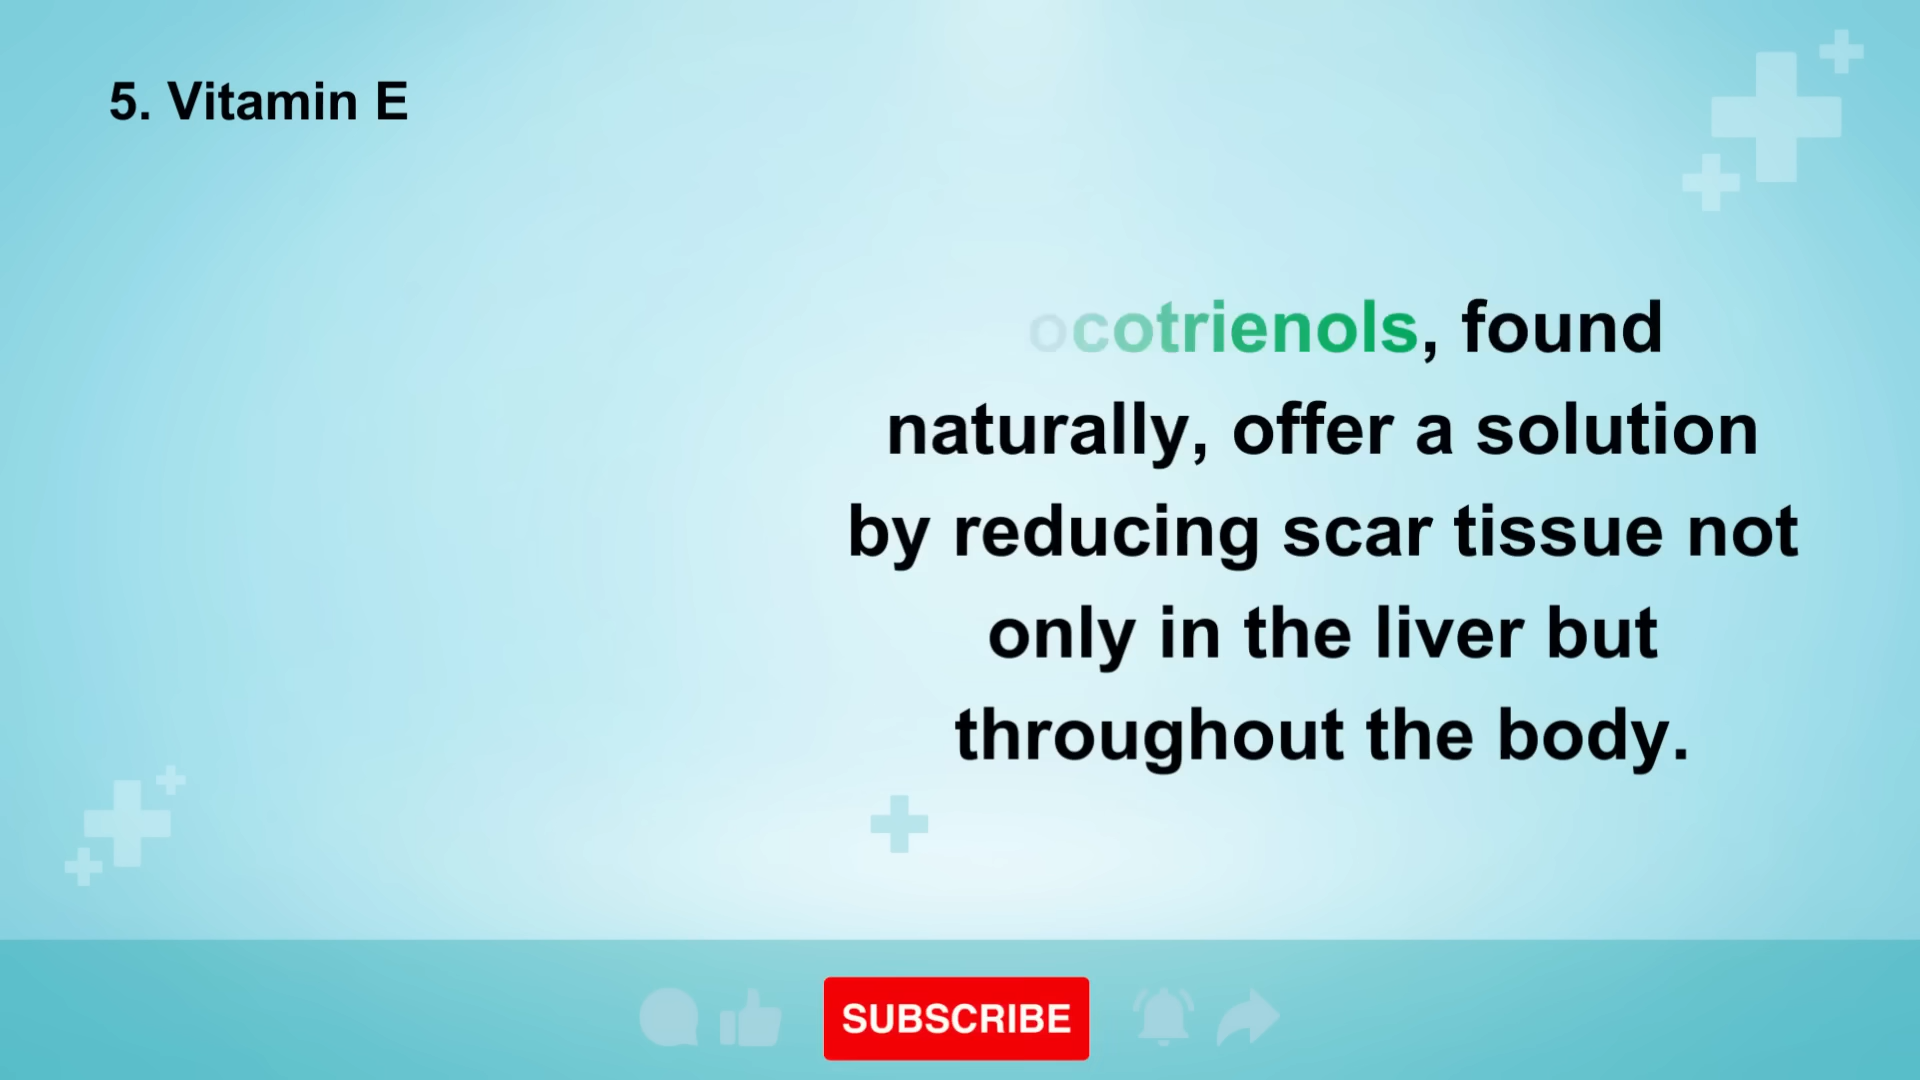 5. Vitamin E
ocotrienols, found
naturally, offer a solution
by reducing scar tissue not
only in the liver but
throughout the body.
SUBSCRIBE